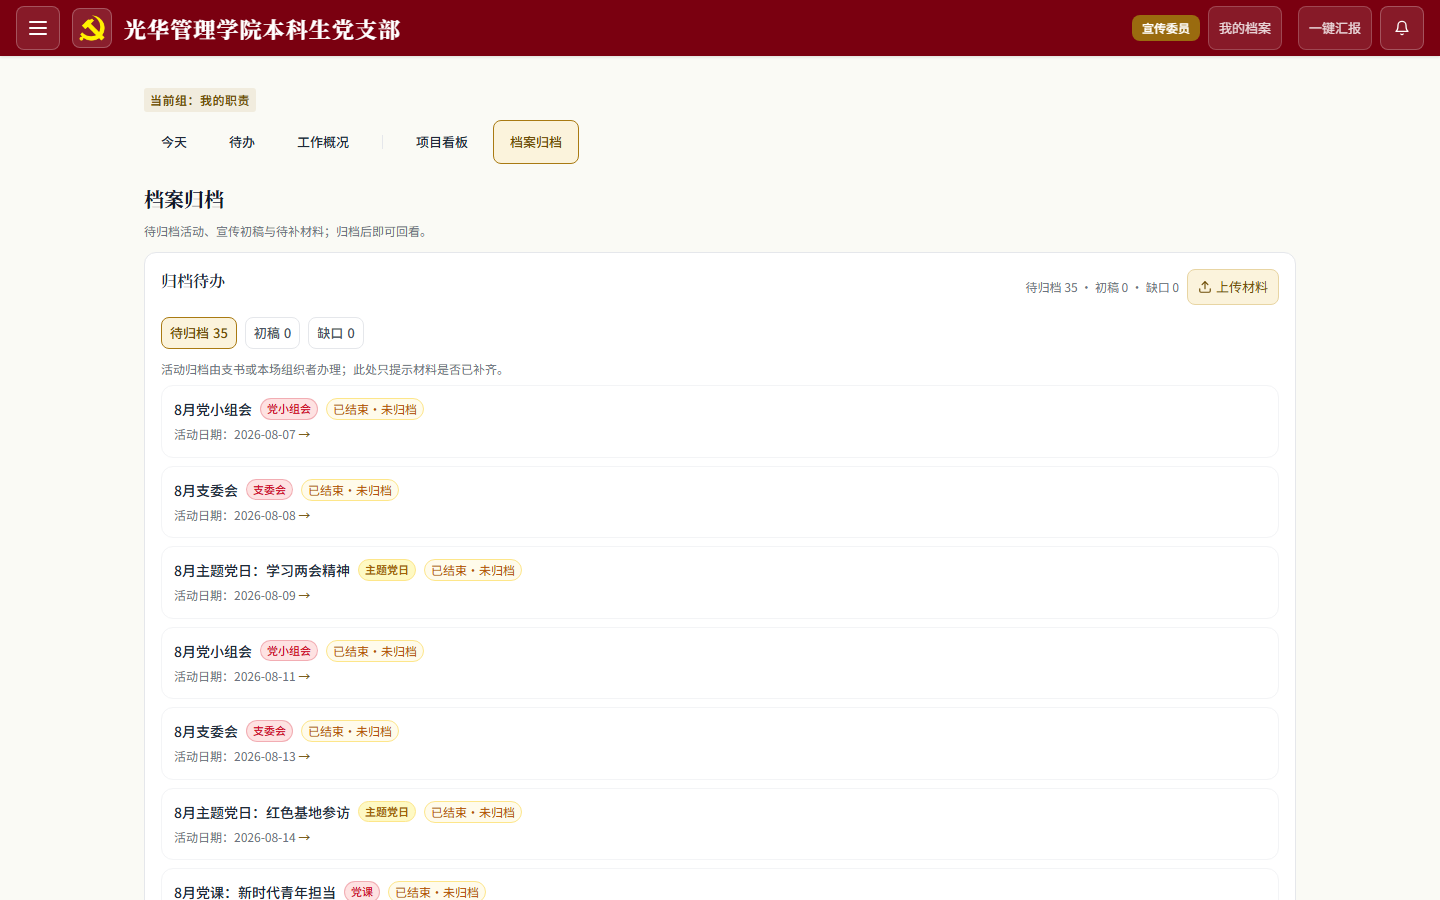 光华管理学院本科生党支部
宣传委员 我的档案 一键汇报
当前组：我的职责
今天 待办 工作概况 项目看板 档案归档
档案归档
待归档活动、宣传初稿与待补材料；归档后即可回看。
归档待办
待归档 35 · 初稿 0 · 缺口 0 上传材料
待归档 35 初稿 0 缺口 0
活动归档由支书或本场组织者办理；此处只提示材料是否已补齐。
8月党小组会 党小组会 已结束·未归档
活动日期：2026-08-07 →
8月支委会 支委会 已结束·未归档
活动日期：2026-08-08 →
8月主题党日：学习两会精神 主题党日 已结束·未归档
活动日期：2026-08-09 →
8月党小组会 党小组会 已结束·未归档
活动日期：2026-08-11 →
8月支委会 支委会 已结束·未归档
活动日期：2026-08-13 →
8月主题党日：红色基地参访 主题党日 已结束·未归档
活动日期：2026-08-14 →
8月党课：新时代青年担当 党课 已结束·未归档